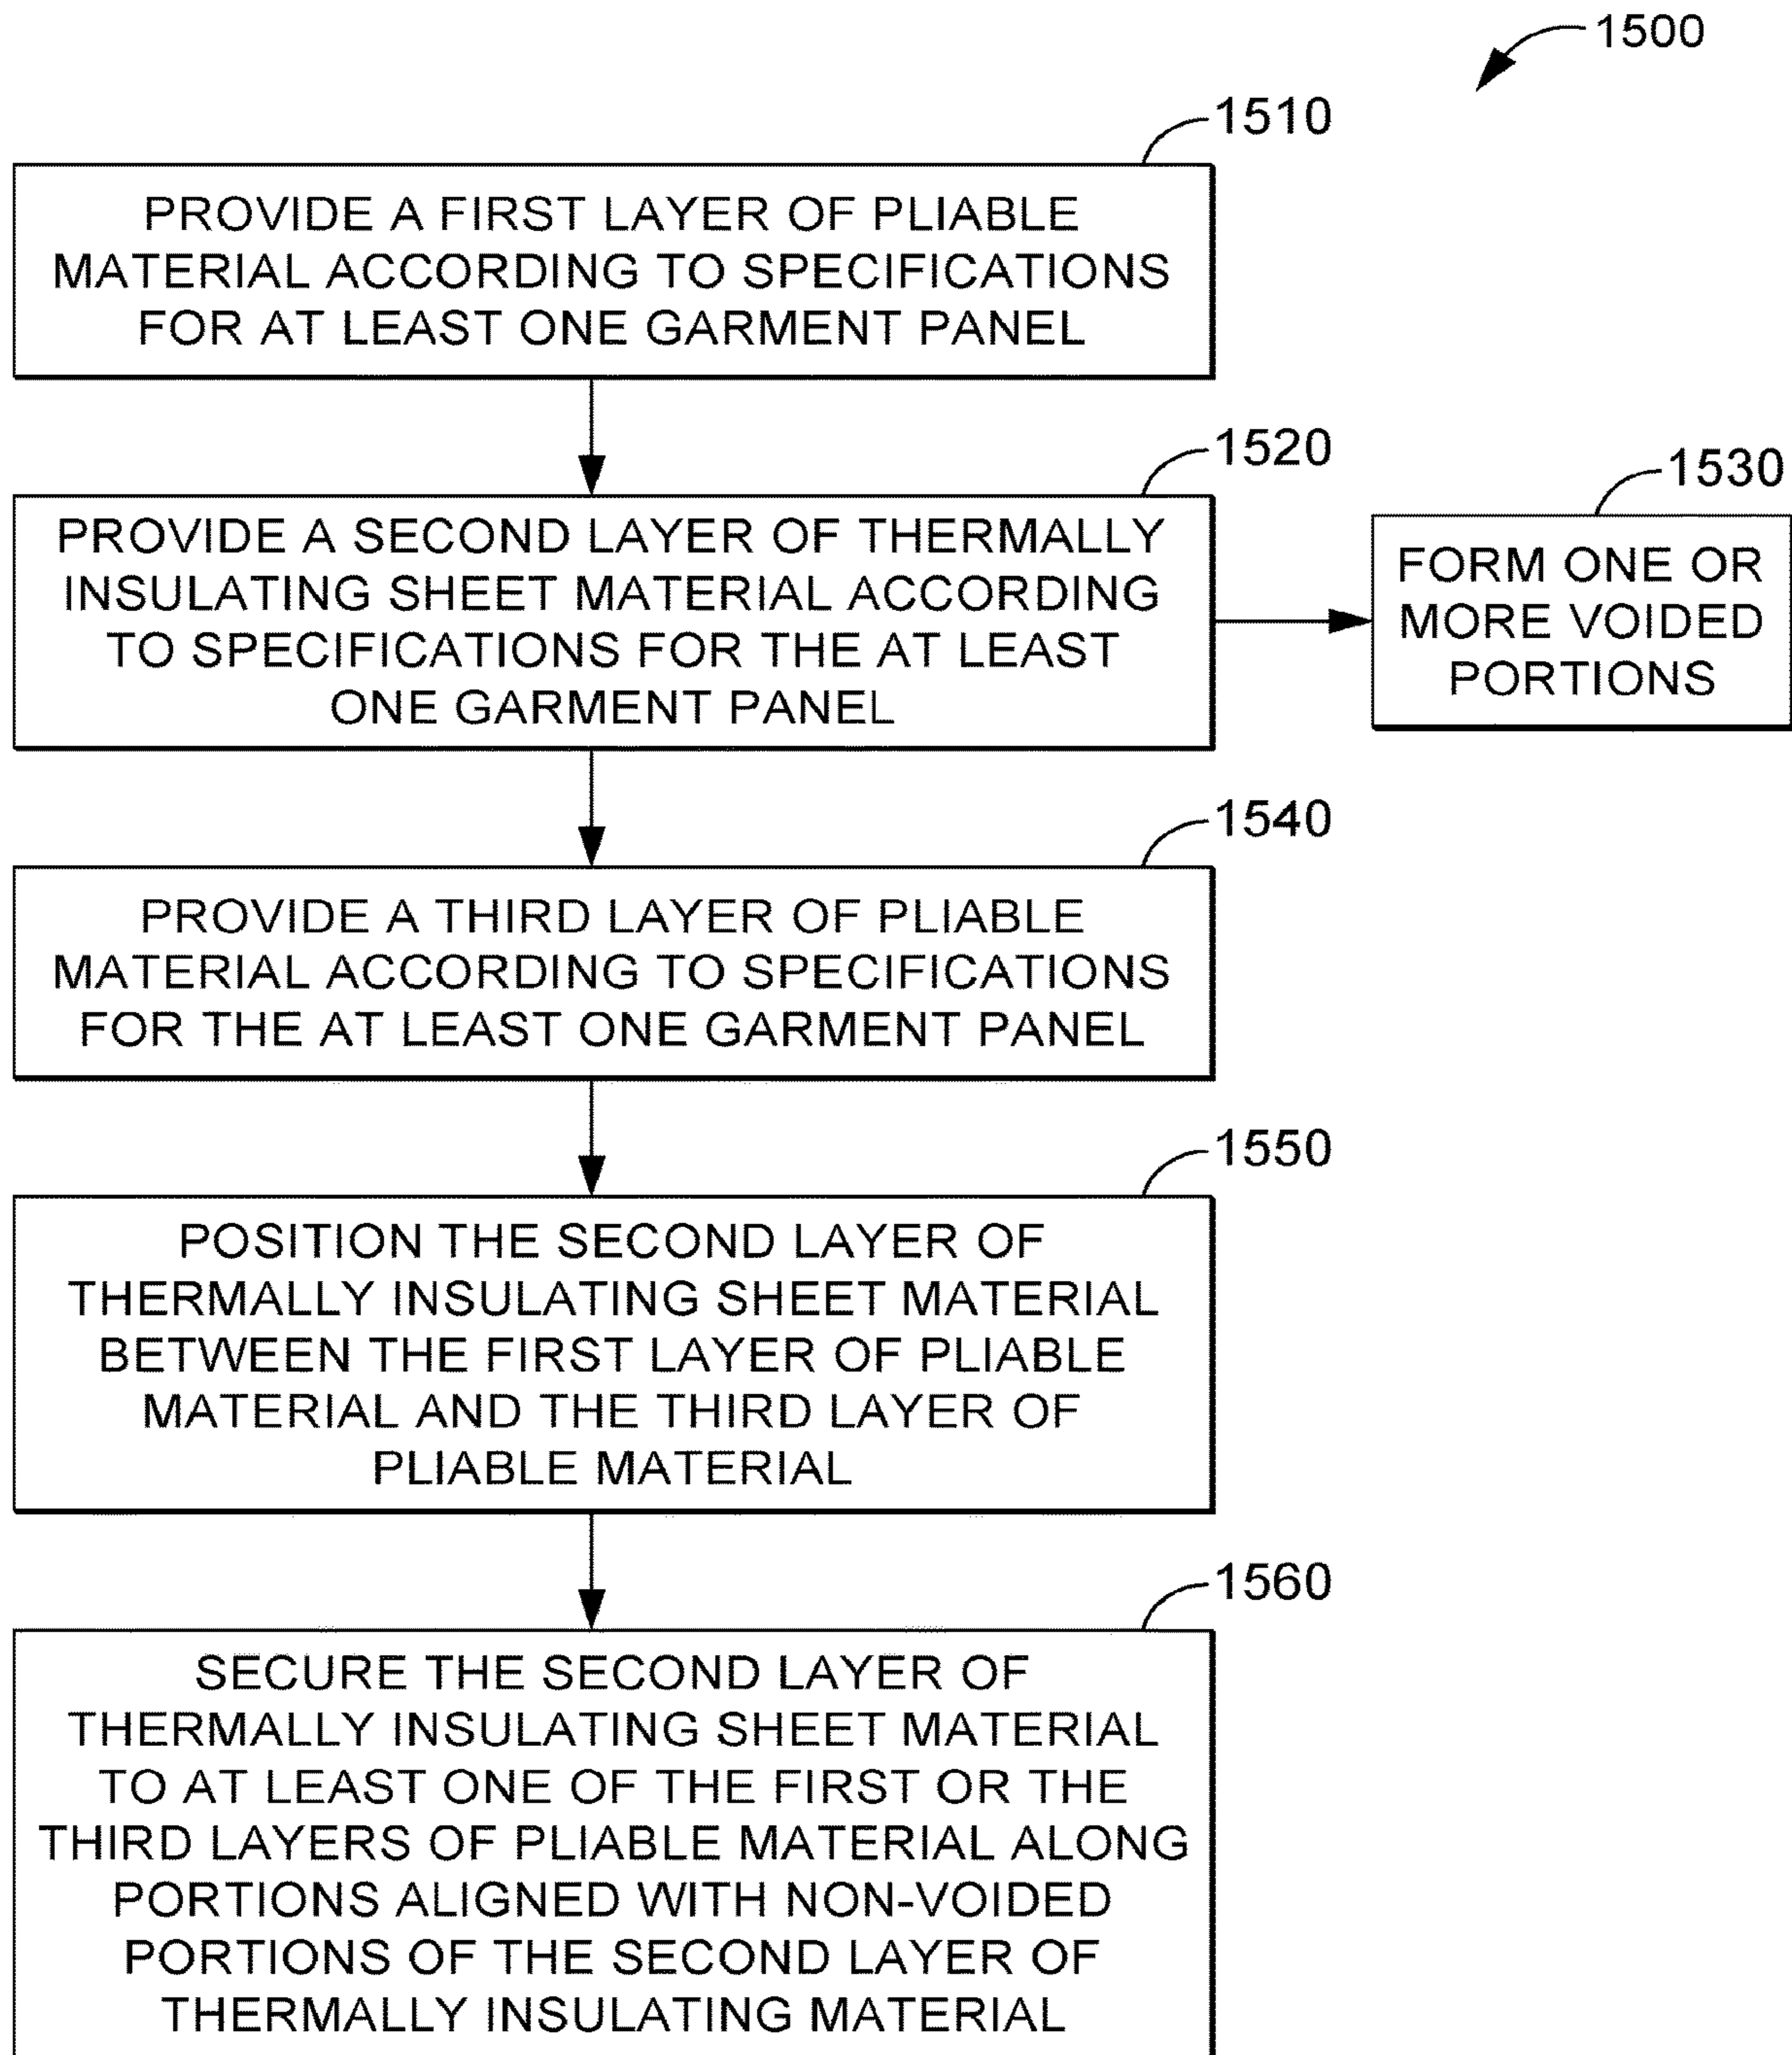 1500
1510
PROVIDE A FIRST LAYER OF PLIABLE
MATERIAL ACCORDING TO SPECIFICATIONS
FOR AT LEAST ONE GARMENT PANEL
1520
PROVIDE A SECOND LAYER OF THERMALLY
INSULATING SHEET MATERIAL ACCORDING
TO SPECIFICATIONS FOR THE AT LEAST
ONE GARMENT PANEL
1530
FORM ONE OR
MORE VOIDED
PORTIONS
1540
PROVIDE A THIRD LAYER OF PLIABLE
MATERIAL ACCORDING TO SPECIFICATIONS
FOR THE AT LEAST ONE GARMENT PANEL
1550
POSITION THE SECOND LAYER OF
THERMALLY INSULATING SHEET MATERIAL
BETWEEN THE FIRST LAYER OF PLIABLE
MATERIAL AND THE THIRD LAYER OF
PLIABLE MATERIAL
1560
SECURE THE SECOND LAYER OF
THERMALLY INSULATING SHEET MATERIAL
TO AT LEAST ONE OF THE FIRST OR THE
THIRD LAYERS OF PLIABLE MATERIAL ALONG
PORTIONS ALIGNED WITH NON-VOIDED
PORTIONS OF THE SECOND LAYER OF
THERMALLY INSULATING MATERIAL